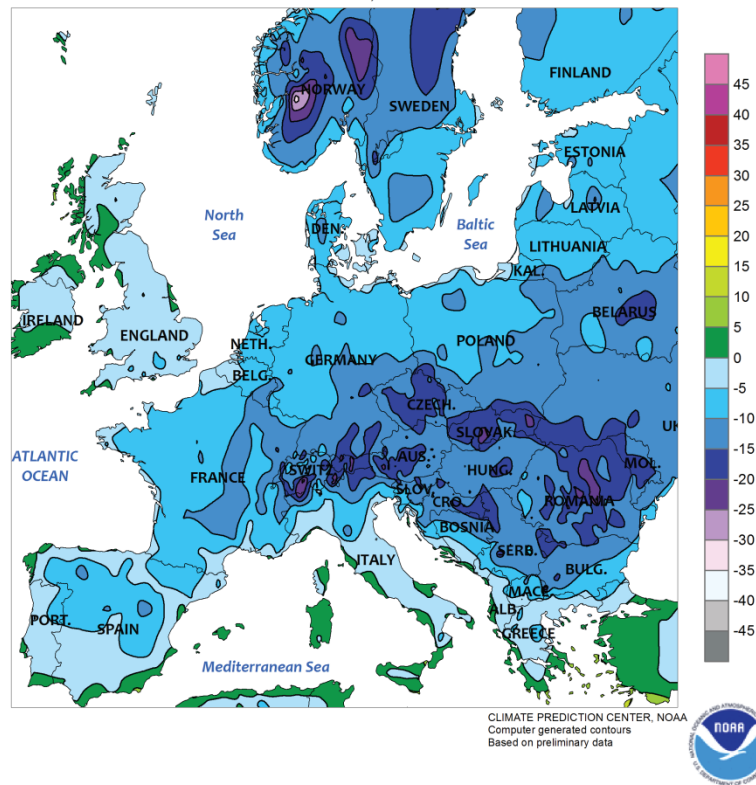 NORWAY
SWEDEN
FINLAND
ESTONIA
LATVIA
LITHUANIA
North
Sea
Baltic
Sea
DEN.
KAL.
BELARUS
IRELAND
ENGLAND
NETH.
BELG.
GERMANY
POLAND
CZECH.
SLOVAK.
UK
ATLANTIC
OCEAN
FRANCE
SWIT.
AUS.
HUNG.
MOL.
SLOV.
CRO.
ROMANIA
BOSNIA
SERB.
ITALY
BULG.
MACE.
ALB.
PORT.
SPAIN
GREECE
Mediterranean Sea
45
40
35
30
25
20
15
10
5
0
-5
-10
-15
-20
-25
-30
-35
-40
-45
CLIMATE PREDICTION CENTER, NOAA
Computer generated contours
Based on preliminary data
NOAA